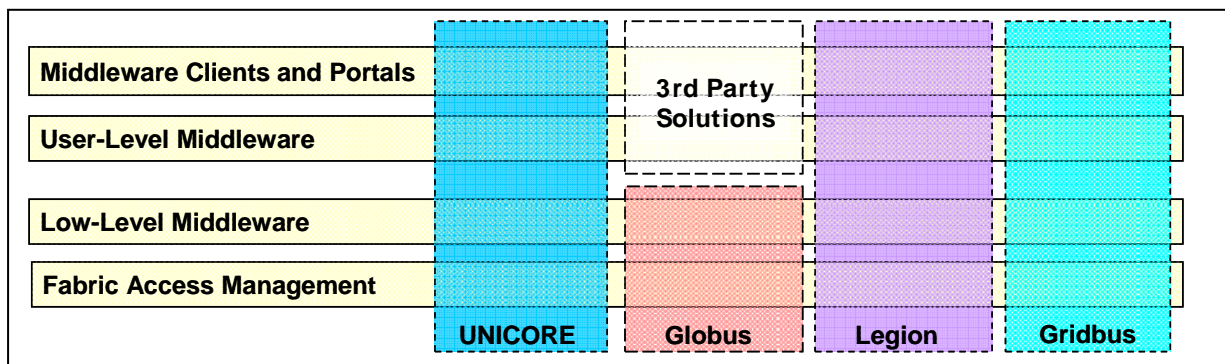 Middleware Clients and Portals
3rd Party
Solutions
User-Level Middleware
Low-Level Middleware
Fabric Access Management
UNICORE
Globus
Legion
Gridbus